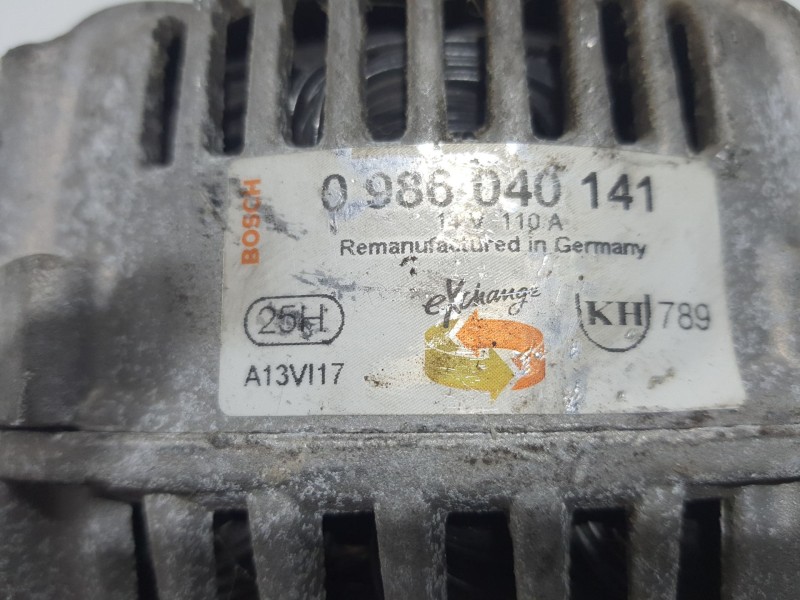 BOSCH
0 986 040 141
14 V 110 A
Remanufactured in Germany
eXchange
25H
KH 789
A13VI17